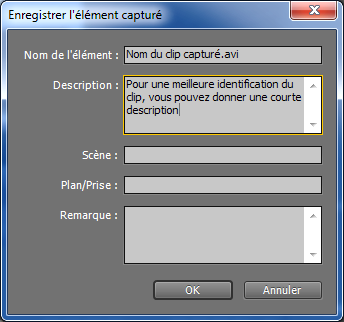 Enregistrer l'élément capturé
Nom de l'élément : Nom du clip capturé.avi
Description : Pour une meilleure identification du
clip, vous pouvez donner une courte
description
Scène :
Plan/Prise :
Remarque :
OK Annuler